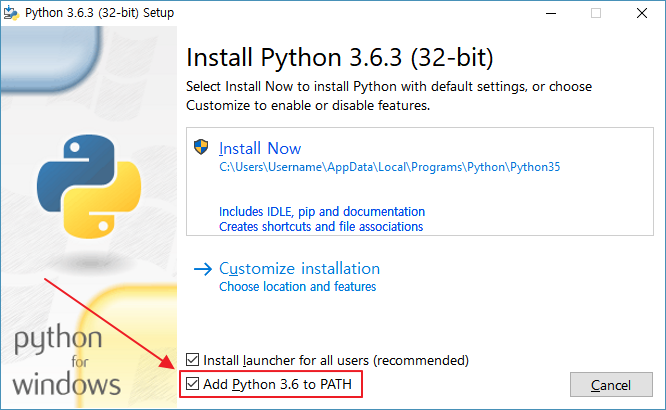 Python 3.6.3 (32-bit) Setup
Install Python 3.6.3 (32-bit)
Select Install Now to install Python with default settings, or choose
Customize to enable or disable features.
Install Now
C:\Users\Username\AppData\Local\Programs\Python\Python35
Includes IDLE, pip and documentation
Creates shortcuts and file associations
Customize installation
Choose location and features
python
for
windows
Install launcher for all users (recommended)
Add Python 3.6 to PATH
Cancel